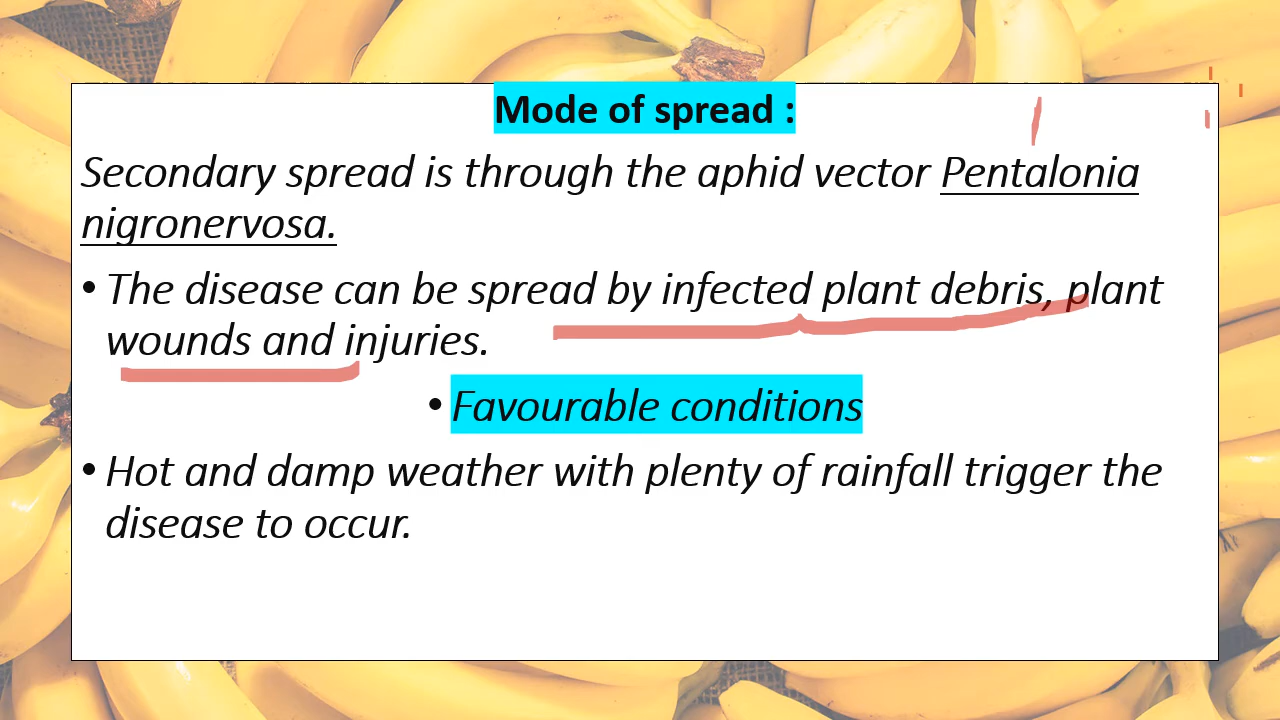 Mode of spread :
Secondary spread is through the aphid vector Pentalonia
nigronervosa.
• The disease can be spread by infected plant debris, plant
wounds and injuries.
• Favourable conditions
• Hot and damp weather with plenty of rainfall trigger the
disease to occur.